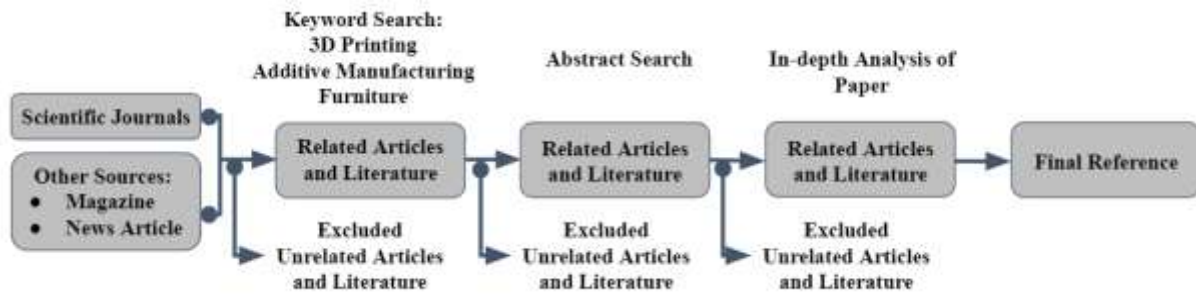 Keyword Search:
3D Printing
Additive Manufacturing
Furniture
Abstract Search
In-depth Analysis of
Paper
Scientific Journals
Other Sources:
● Magazine
● News Article
Related Articles
and Literature
Related Articles
and Literature
Related Articles
and Literature
Final Reference
Excluded
Unrelated Articles
and Literature
Excluded
Unrelated Articles
and Literature
Excluded
Unrelated Articles
and Literature